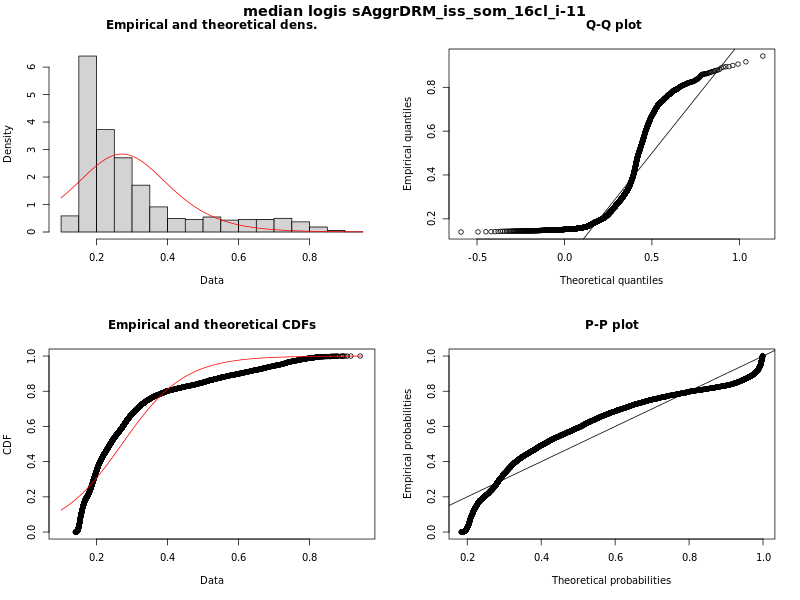 median logis sAggrDRM_iss_som_16cl_i-11
Empirical and theoretical dens.
Density
0 1 2 3 4 5 6
0.2 0.4 0.6 0.8
Data
Q-Q plot
Empirical quantiles
0.2 0.4 0.6 0.8
-0.5 0.0 0.5 1.0
Theoretical quantiles
Empirical and theoretical CDFs
CDF
0.0 0.2 0.4 0.6 0.8 1.0
0.2 0.4 0.6 0.8
Data
P-P plot
Empirical probabilities
0.0 0.2 0.4 0.6 0.8 1.0
0.2 0.4 0.6 0.8 1.0
Theoretical probabilities